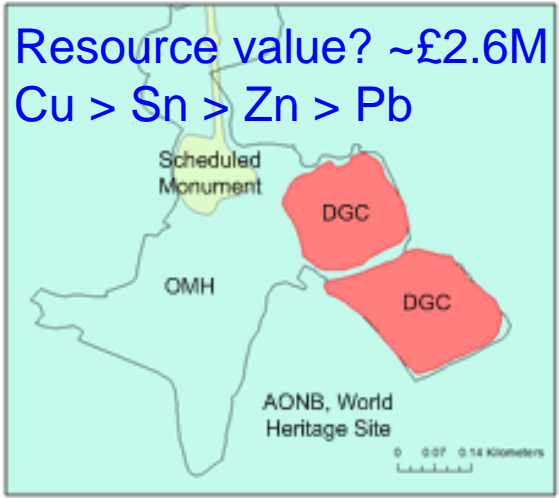 Resource value? ~£2.6M
Cu > Sn > Zn > Pb
Scheduled
Monument
DGC
OMH
DGC
AONB, World
Heritage Site
0 0.07 0.14 Kilometers